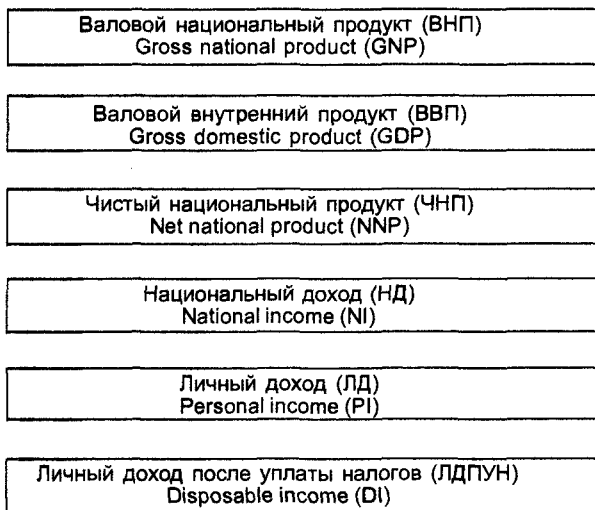 Валовой национальный продукт (ВНП)
Gross national product (GNP)
Валовой внутренний продукт (ВВП)
Gross domestic product (GDP)
Чистый национальный продукт (ЧНП)
Net national product (NNP)
Национальный доход (НД)
National income (NI)
Личный доход (ЛД)
Personal income (PI)
Личный доход после уплаты налогов (ЛДПУН)
Disposable income (DI)